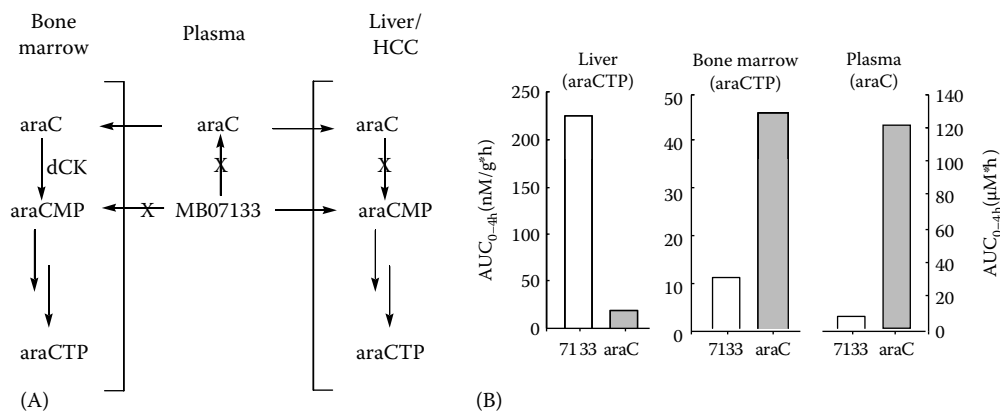 Bone
marrow
Plasma
Liver/
HCC
araC
araC
araC
dCK
X
X
araCMP
X
MB07133
araCMP
araCTP
araCTP
(A)
Liver
(araCTP)
Bone marrow
(araCTP)
Plasma
(araC)
AUC0–4h(nM/g*h)
250
200
150
100
50
0
7133 araC
50
40
30
20
10
0
7133 araC
140
120
100
80
60
40
20
0
7133 araC
AUC0–4h(μM*h)
(B)